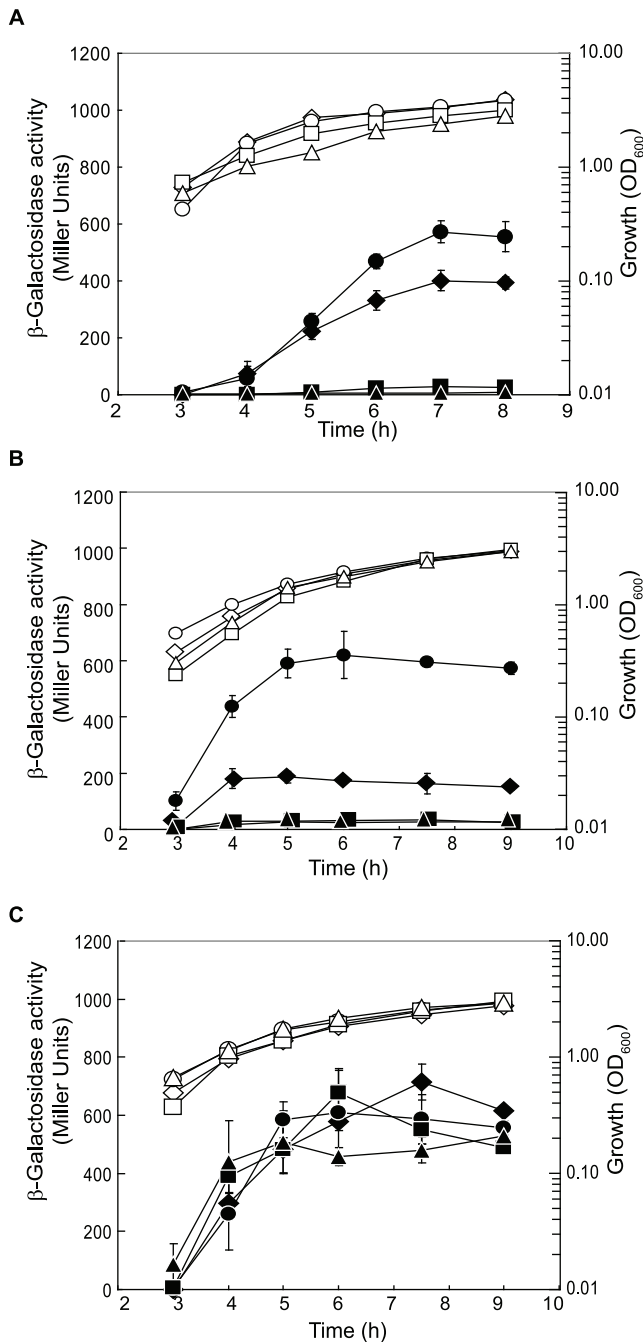 A
1200
1000
800
600
400
200
0
β-Galactosidase activity
(Miller Units)
10.00
1.00
0.10
0.01
Growth (OD600)
2 3 4 5 6 7 8 9
Time (h)
B
1200
1000
800
600
400
200
0
β-Galactosidase activity
(Miller Units)
10.00
1.00
0.10
0.01
Growth (OD600)
2 3 4 5 6 7 8 9 10
Time (h)
C
1200
1000
800
600
400
200
0
β-Galactosidase activity
(Miller Units)
10.00
1.00
0.10
0.01
Growth (OD600)
2 3 4 5 6 7 8 9 10
Time (h)